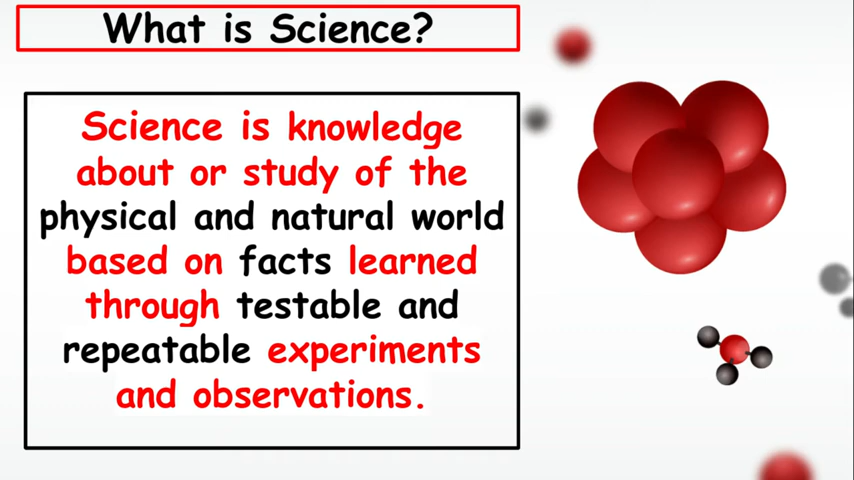 What is Science?
Science is knowledge
about or study of the
physical and natural world
based on facts learned
through testable and
repeatable experiments
and observations.